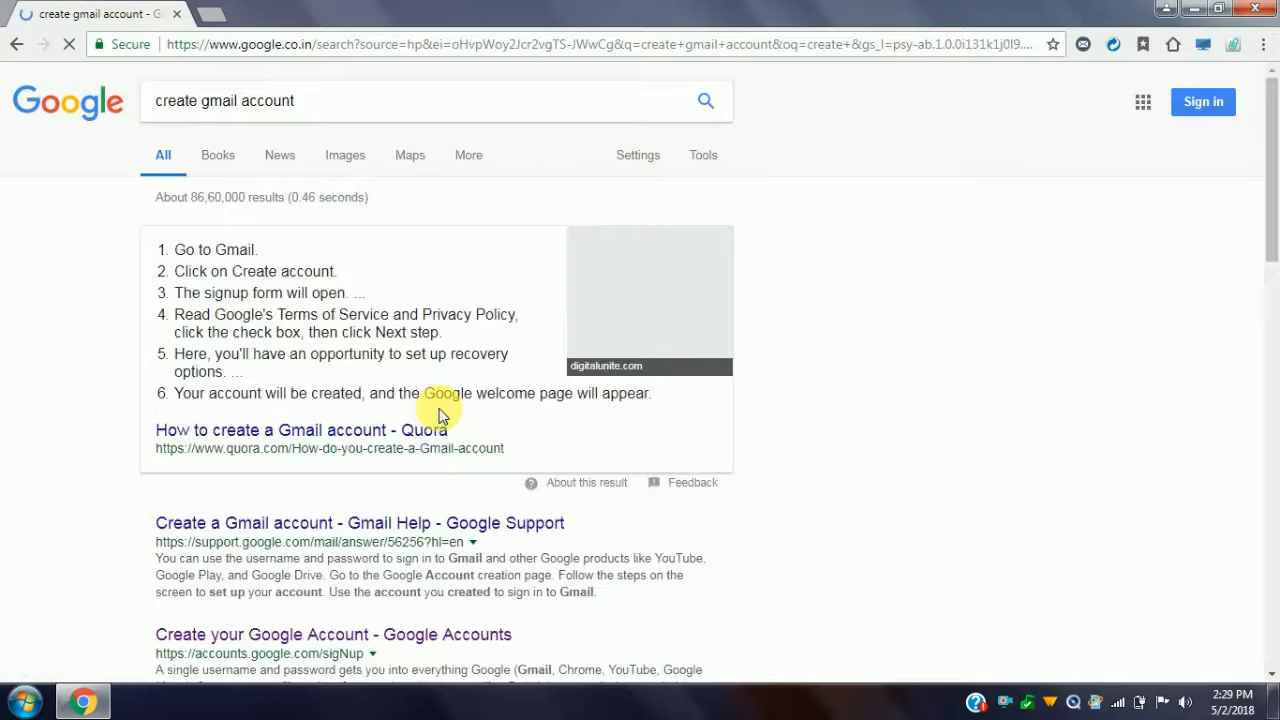 create gmail account - G
Secure https://www.google.co.in/search?source=hp&ei=oHvpWoy2Jcr2vgTS-JWwCg&q=create+gmail+account&oq=create+&gs_l=psy-ab.1.0.0i131k1j0l9....
Google create gmail account Sign in
All Books News Images Maps More Settings Tools
About 86,60,000 results (0.46 seconds)
1. Go to Gmail.
2. Click on Create account.
3. The signup form will open. ...
4. Read Google's Terms of Service and Privacy Policy,
click the check box, then click Next step.
5. Here, you'll have an opportunity to set up recovery
options. ...
digitalunite.com
6. Your account will be created, and the Google welcome page will appear.
How to create a Gmail account - Quora
https://www.quora.com/How-do-you-create-a-Gmail-account
About this result Feedback
Create a Gmail account - Gmail Help - Google Support
https://support.google.com/mail/answer/56256?hl=en
You can use the username and password to sign in to Gmail and other Google products like YouTube,
Google Play, and Google Drive. Go to the Google Account creation page. Follow the steps on the
screen to set up your account. Use the account you created to sign in to Gmail.
Create your Google Account - Google Accounts
https://accounts.google.com/sigNup
A single username and password gets you into everything Google (Gmail, Chrome, YouTube, Google
2:29 PM
5/2/2018